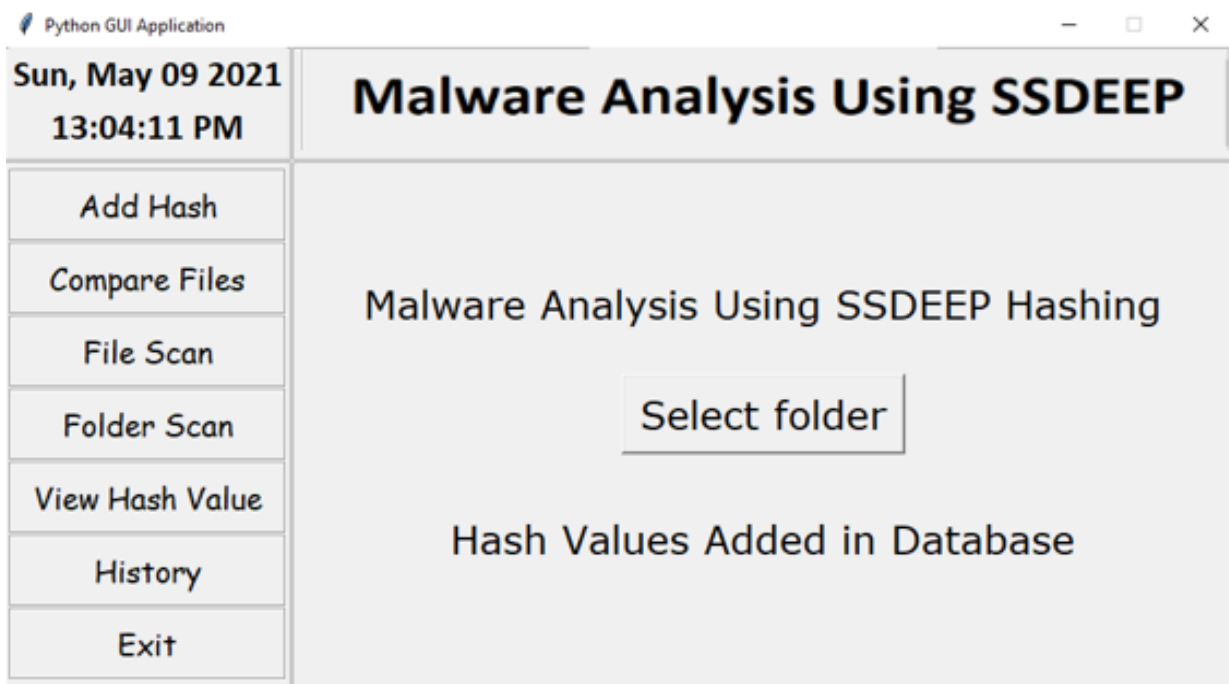 Python GUI Application
Sun, May 09 2021
13:04:11 PM
Malware Analysis Using SSDEEP
Add Hash
Compare Files
File Scan
Folder Scan
View Hash Value
History
Exit
Malware Analysis Using SSDEEP Hashing
Select folder
Hash Values Added in Database